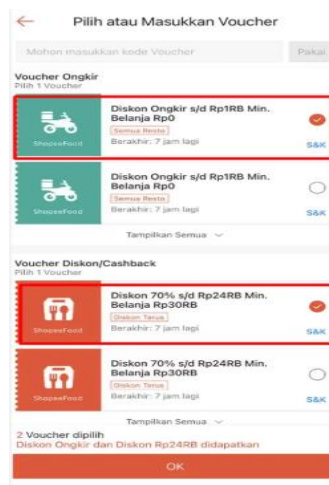 Pilih atau Masukkan Voucher
Mohon masukkan kode Voucher
Pakai
Voucher Ongkir
Pilih 1 Voucher
Diskon Ongkir s/d Rp1RB Min.
Belanja Rp0
Semua Resto
Berakhir: 7 jam lagi
ShopeeFood
S&K
Diskon Ongkir s/d Rp1RB Min.
Belanja Rp0
Semua Resto
Berakhir: 7 jam lagi
ShopeeFood
S&K
Tampilkan Semua
Voucher Diskon/Cashback
Pilih 1 Voucher
Diskon 70% s/d Rp24RB Min.
Belanja Rp30RB
Diskon Terus
Berakhir: 7 jam lagi
ShopeeFood
S&K
Diskon 70% s/d Rp24RB Min.
Belanja Rp30RB
Diskon Terus
Berakhir: 7 jam lagi
ShopeeFood
S&K
Tampilkan Semua
2 Voucher dipilih
Diskon Ongkir dan Diskon Rp24RB didapatkan
OK